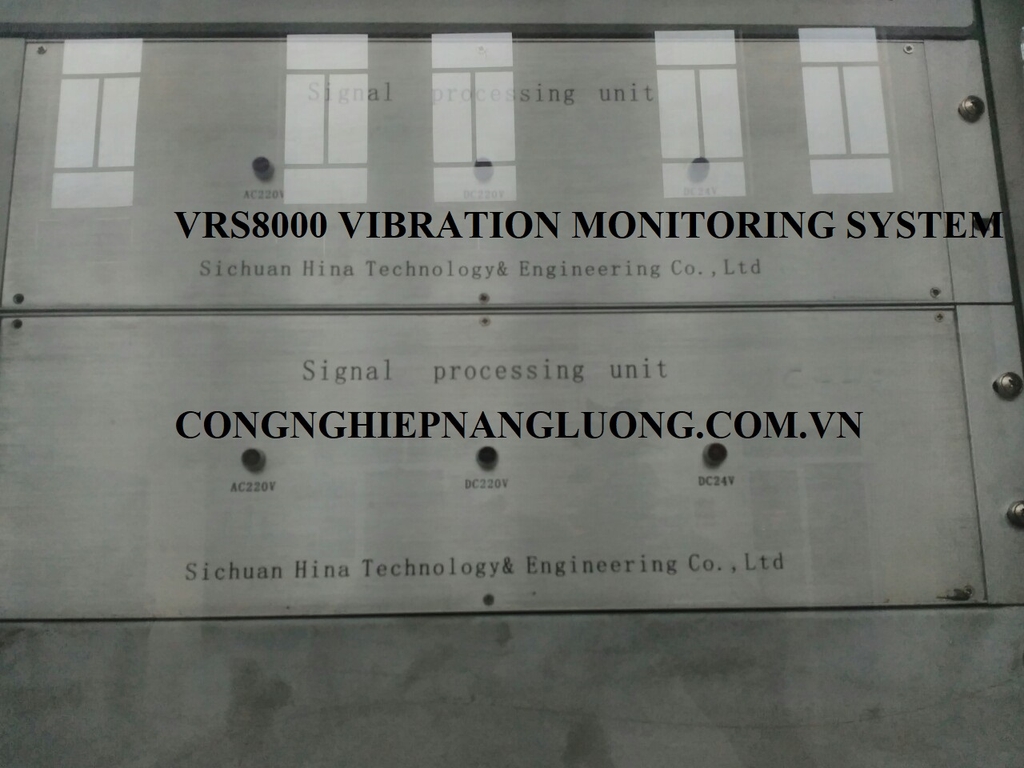 Signal processing unit
AC220V DC220V DC24V
VRS8000 VIBRATION MONITORING SYSTEM
Sichuan Hina Technology& Engineering Co.,Ltd
Signal processing unit
CONGNGHIEPNANGLUONG.COM.VN
AC220V DC220V DC24V
Sichuan Hina Technology& Engineering Co.,Ltd